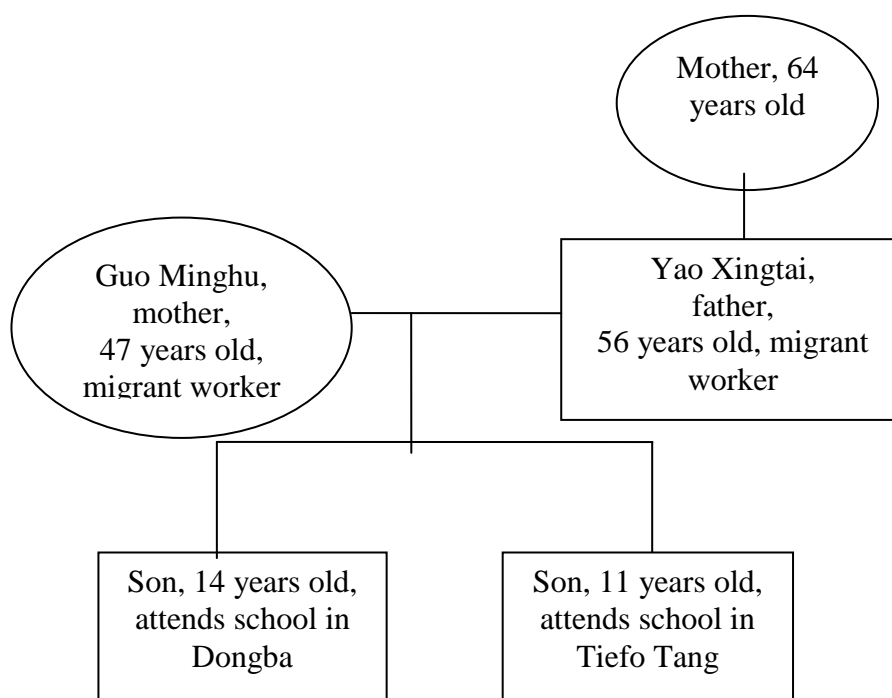 Mother, 64
years old
Guo Minghu,
mother,
47 years old,
migrant worker
Yao Xingtai,
father,
56 years old, migrant
worker
Son, 14 years old,
attends school in
Dongba
Son, 11 years old,
attends school in
Tiefo Tang